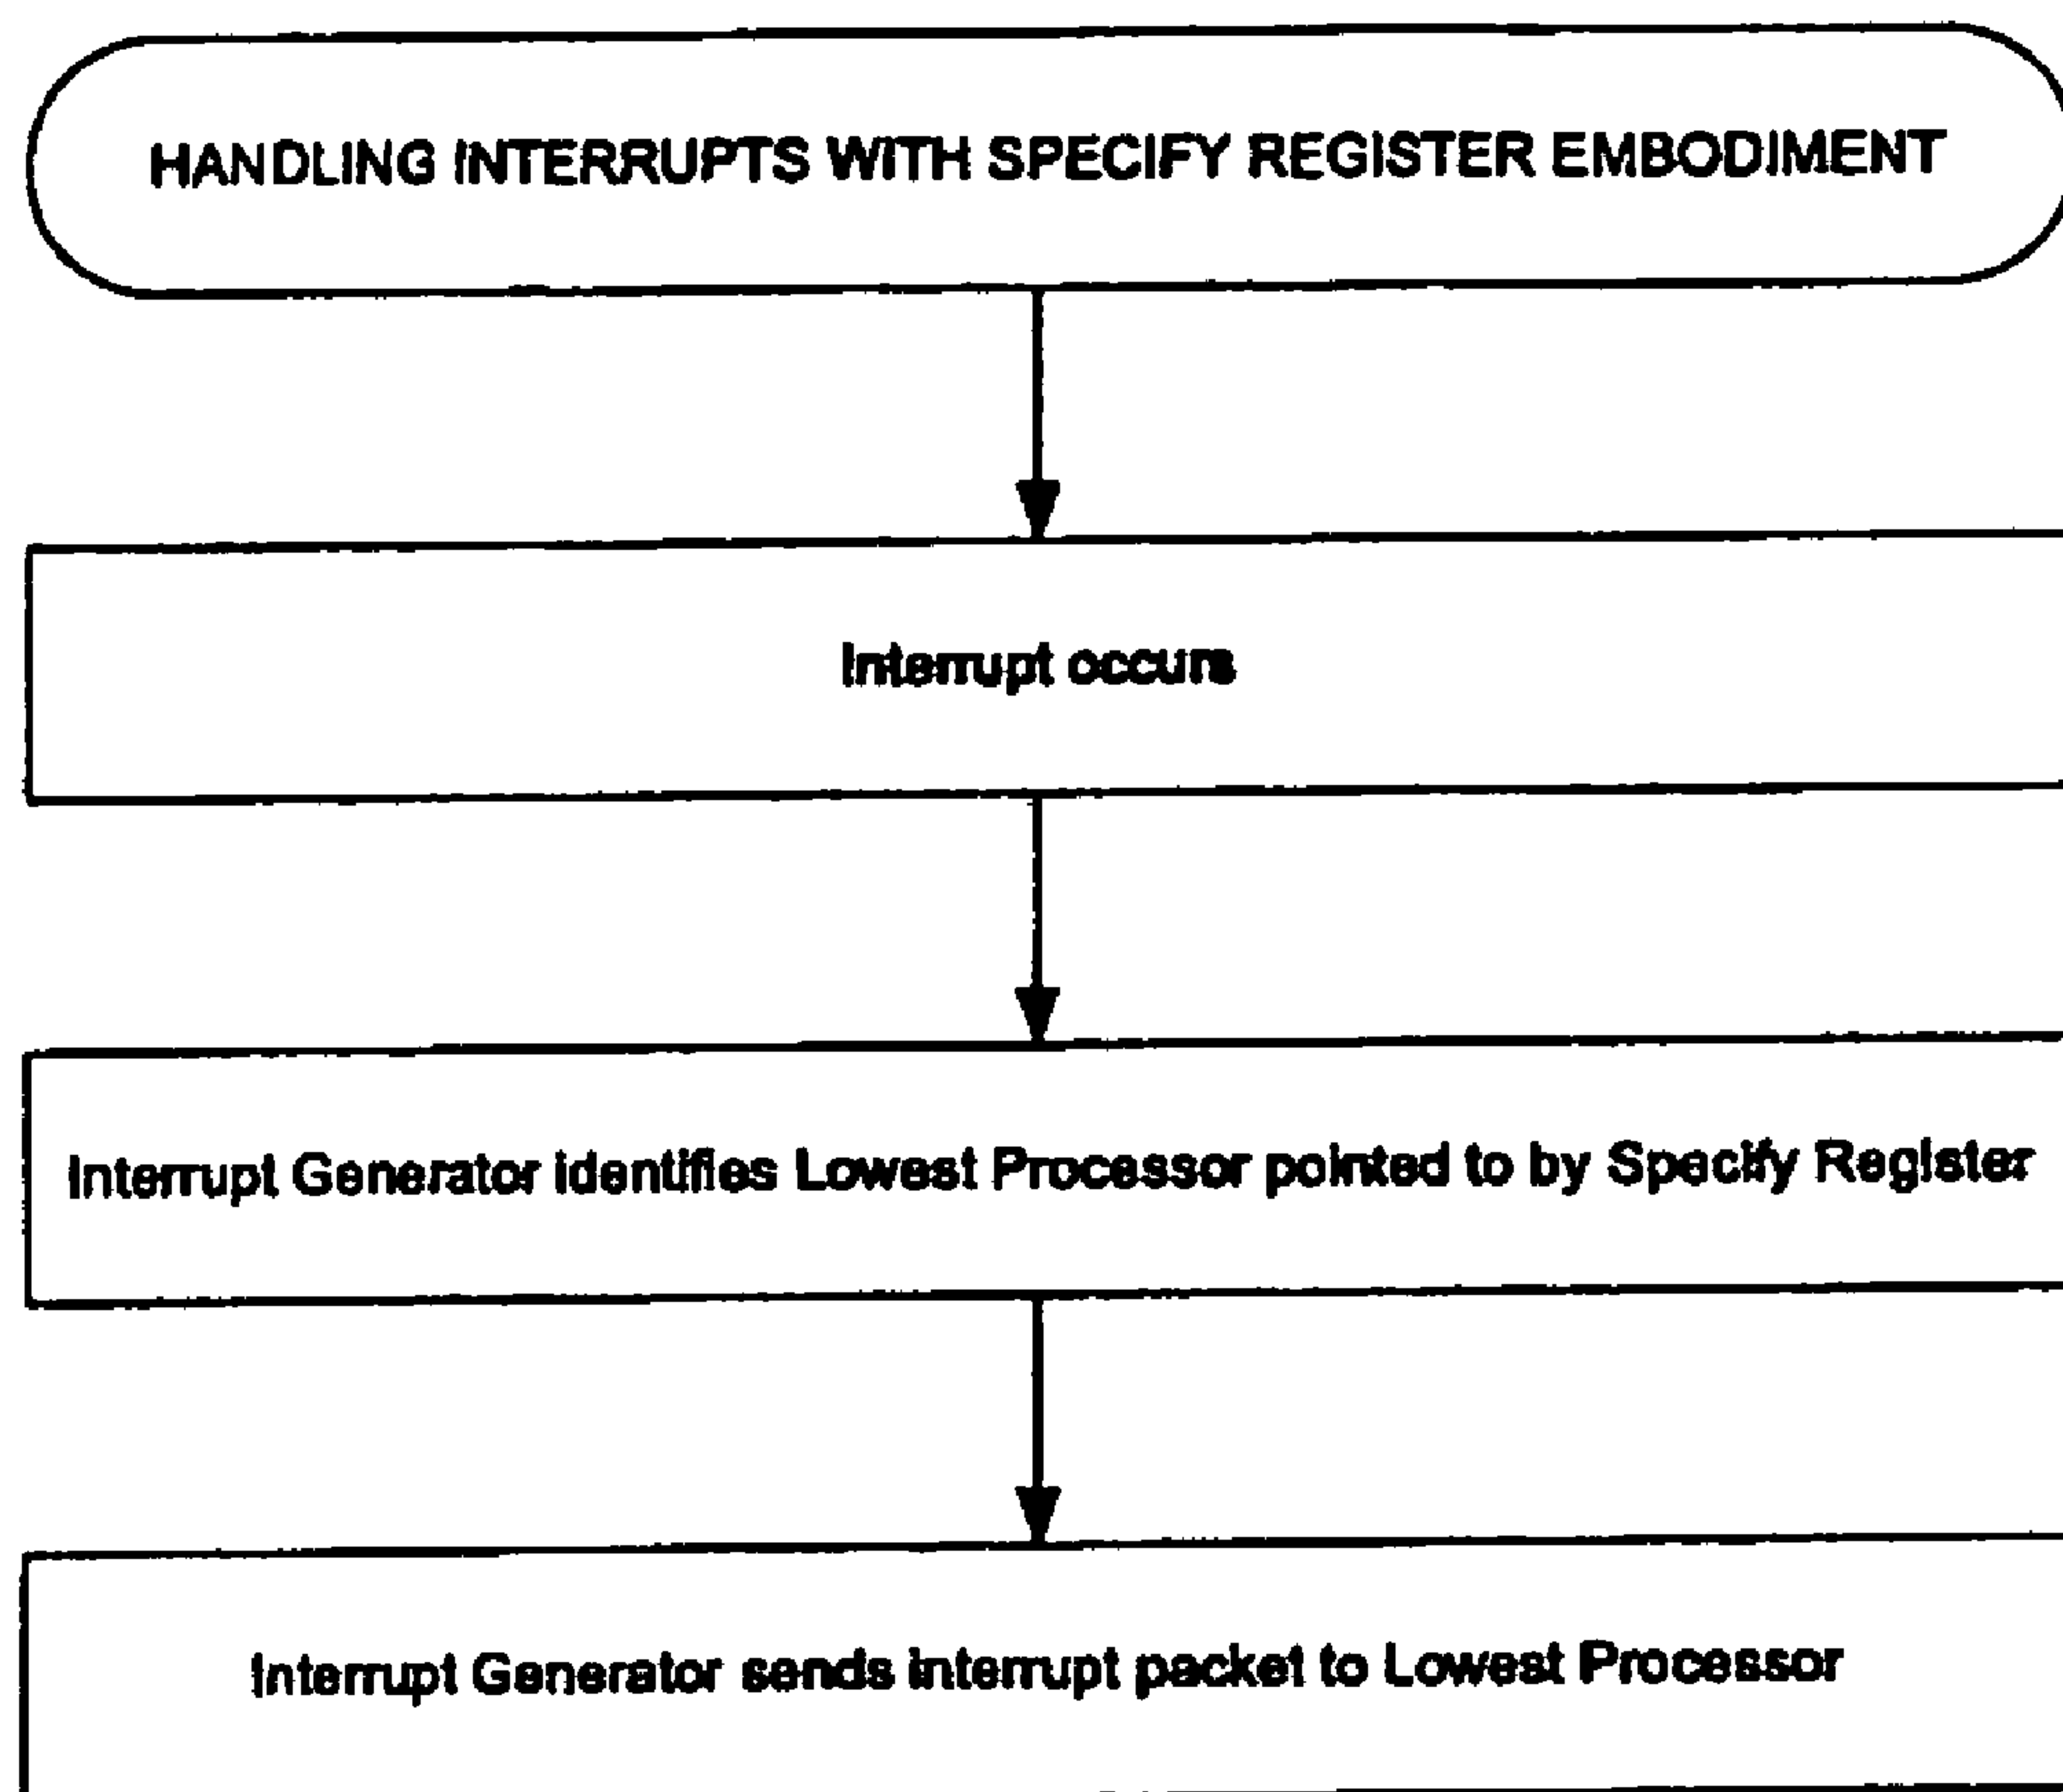 HANDLING INTERRUPTS WITH SPECIFY REGISTER EMBODIMENT
Interrupt occurs
Interrupt Generator identifies Lowest Processor pointed to by Specify Register
Interrupt Generator sends interrupt packet to Lowest Processor